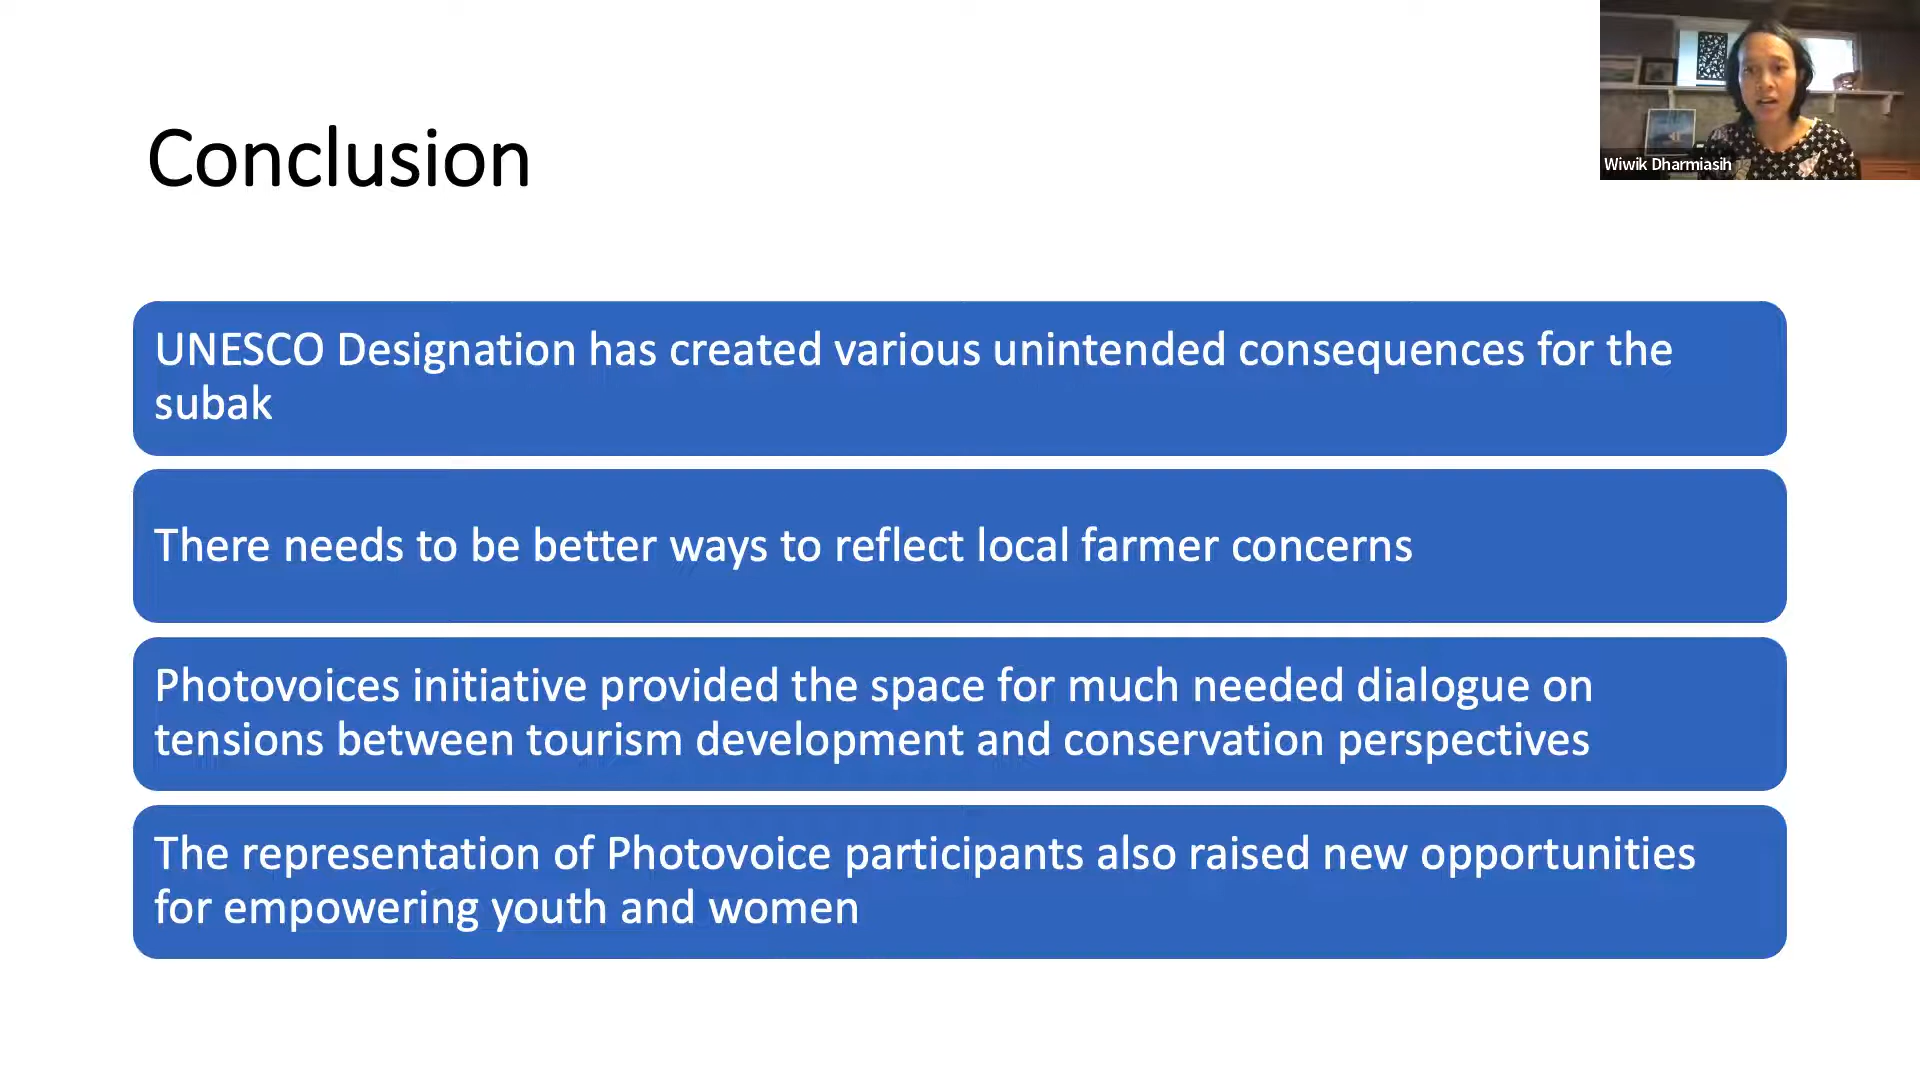 Conclusion
Wiwik Dharmiasih
UNESCO Designation has created various unintended consequences for the
subak
There needs to be better ways to reflect local farmer concerns
Photovoices initiative provided the space for much needed dialogue on
tensions between tourism development and conservation perspectives
The representation of Photovoice participants also raised new opportunities
for empowering youth and women